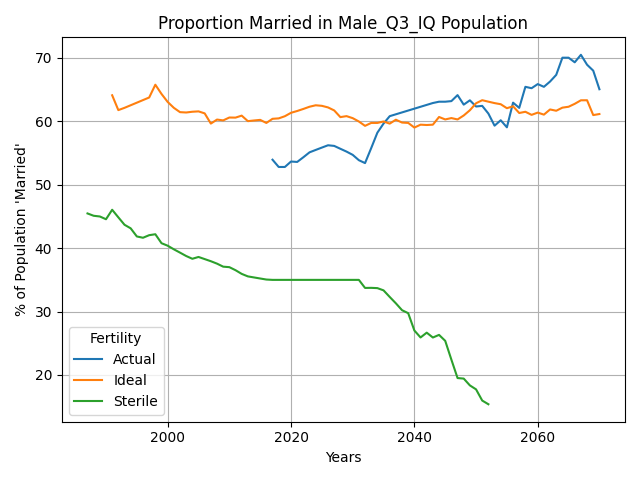 Proportion Married in Male_Q3_IQ Population
% of Population "Married'
70
60
50
40
30
20
Fertility
Actual
Ideal
Sterile
2000
2020
2040
2060
Years